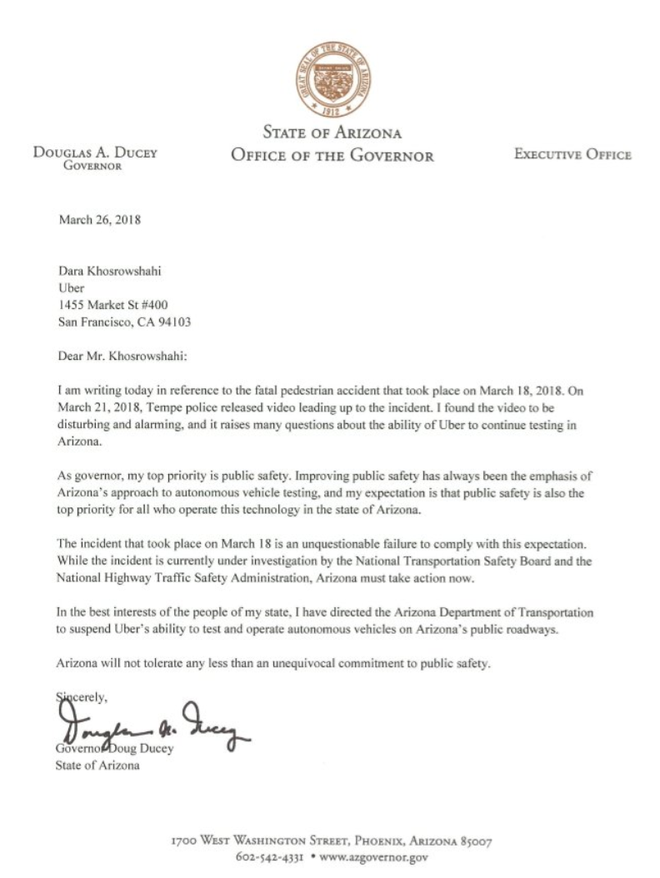 GREAT SEAL OF THE STATE OF ARIZONA
1912
STATE OF ARIZONA
DOUGLAS A. DUCEY
GOVERNOR
OFFICE OF THE GOVERNOR
EXECUTIVE OFFICE
March 26, 2018
Dara Khosrowshahi
Uber
1455 Market St #400
San Francisco, CA 94103
Dear Mr. Khosrowshahi:
I am writing today in reference to the fatal pedestrian accident that took place on March 18, 2018. On
March 21, 2018, Tempe police released video leading up to the incident. I found the video to be
disturbing and alarming, and it raises many questions about the ability of Uber to continue testing in
Arizona.
As governor, my top priority is public safety. Improving public safety has always been the emphasis of
Arizona's approach to autonomous vehicle testing, and my expectation is that public safety is also the
top priority for all who operate this technology in the state of Arizona.
The incident that took place on March 18 is an unquestionable failure to comply with this expectation.
While the incident is currently under investigation by the National Transportation Safety Board and the
National Highway Traffic Safety Administration, Arizona must take action now.
In the best interests of the people of my state, I have directed the Arizona Department of Transportation
to suspend Uber's ability to test and operate autonomous vehicles on Arizona's public roadways.
Arizona will not tolerate any less than an unequivocal commitment to public safety.
Sincerely,
Douglas A. Ducey
Governor Doug Ducey
State of Arizona
1700 WEST WASHINGTON STREET, PHOENIX, ARIZONA 85007
602-542-4331 • www.azgovernor.gov